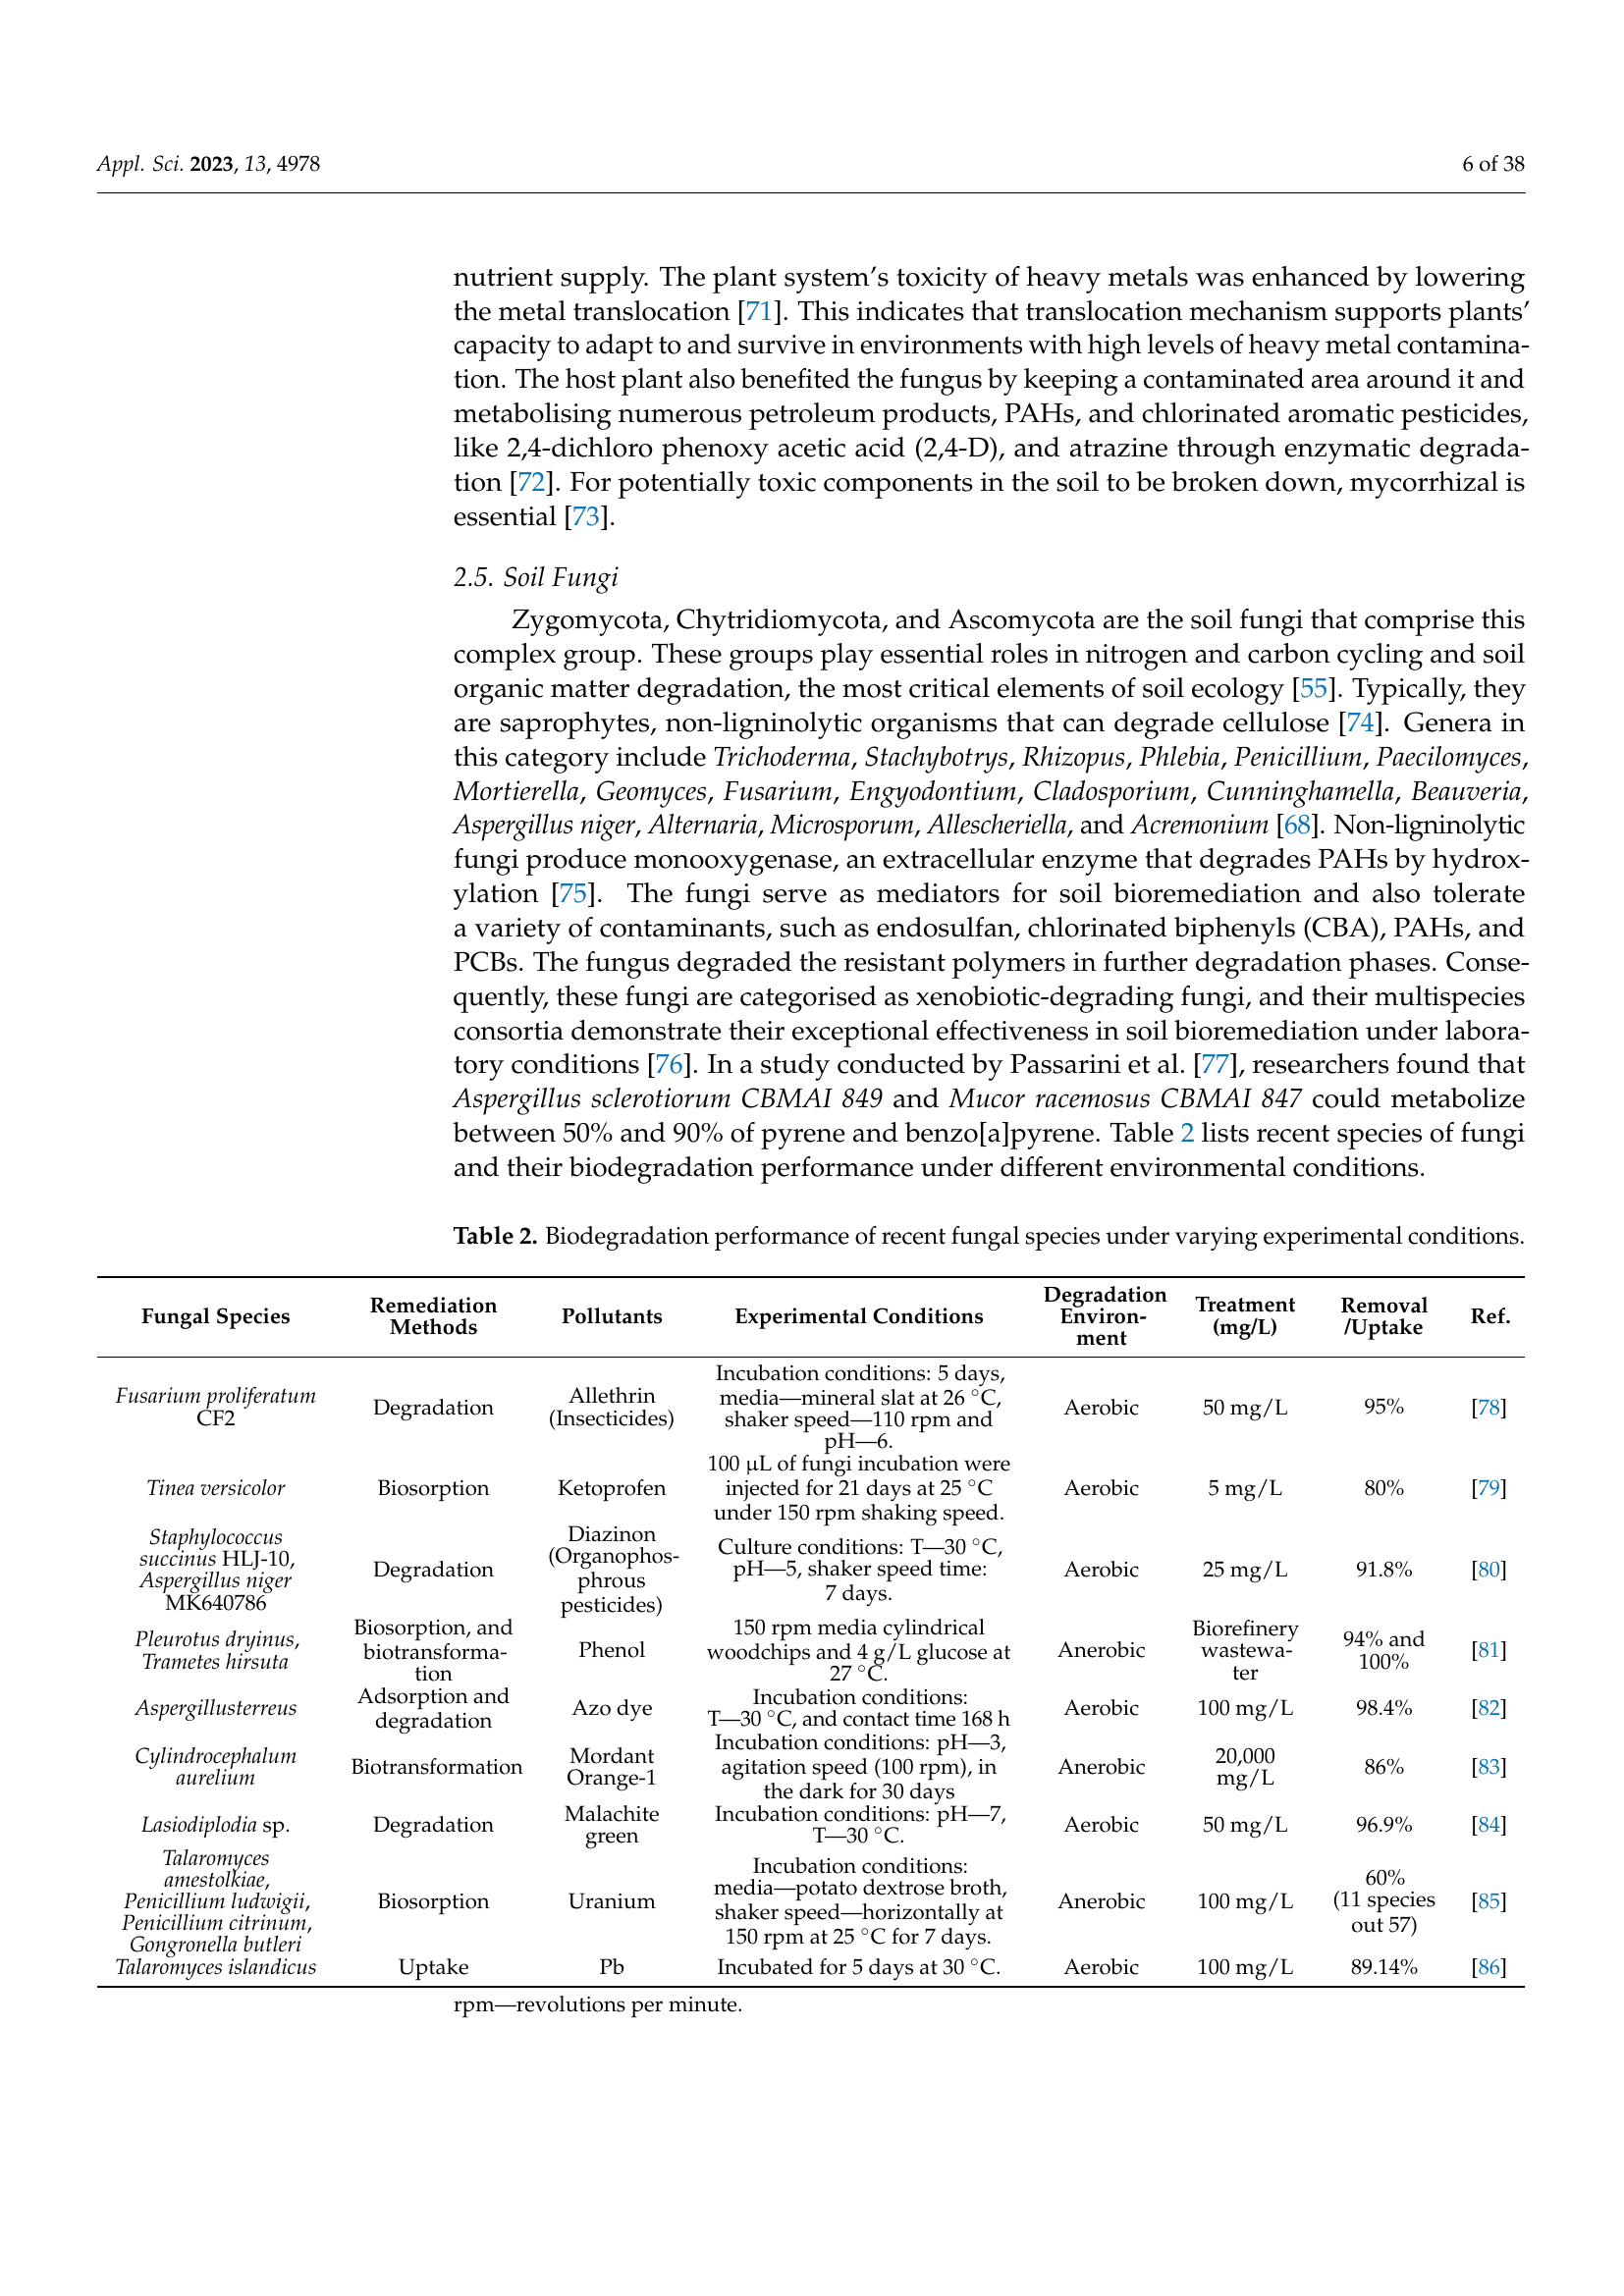 Appl. Sci. 2023, 13, 4978
6 of 38
nutrient supply. The plant system’s toxicity of heavy metals was enhanced by lowering
the metal translocation [71]. This indicates that translocation mechanism supports plants’
capacity to adapt to and survive in environments with high levels of heavy metal contamina-
tion. The host plant also benefited the fungus by keeping a contaminated area around it and
metabolising numerous petroleum products, PAHs, and chlorinated aromatic pesticides,
like 2,4-dichloro phenoxy acetic acid (2,4-D), and atrazine through enzymatic degrada-
tion [72]. For potentially toxic components in the soil to be broken down, mycorrhizal is
essential [73].
2.5. Soil Fungi
Zygomycota, Chytridiomycota, and Ascomycota are the soil fungi that comprise this
complex group. These groups play essential roles in nitrogen and carbon cycling and soil
organic matter degradation, the most critical elements of soil ecology [55]. Typically, they
are saprophytes, non-ligninolytic organisms that can degrade cellulose [74]. Genera in
this category include Trichoderma, Stachybotrys, Rhizopus, Phlebia, Penicillium, Paecilomyces,
Mortierella, Geomyces, Fusarium, Engyodontium, Cladosporium, Cunninghamella, Beauveria,
Aspergillus niger, Alternaria, Microsporum, Allescheriella, and Acremonium [68]. Non-ligninolytic
fungi produce monooxygenase, an extracellular enzyme that degrades PAHs by hydrox-
ylation [75]. The fungi serve as mediators for soil bioremediation and also tolerate
a variety of contaminants, such as endosulfan, chlorinated biphenyls (CBA), PAHs, and
PCBs. The fungus degraded the resistant polymers in further degradation phases. Conse-
quently, these fungi are categorised as xenobiotic-degrading fungi, and their multispecies
consortia demonstrate their exceptional effectiveness in soil bioremediation under labora-
tory conditions [76]. In a study conducted by Passarini et al. [77], researchers found that
Aspergillus sclerotiorum CBMAI 849 and Mucor racemosus CBMAI 847 could metabolize
between 50% and 90% of pyrene and benzo[a]pyrene. Table 2 lists recent species of fungi
and their biodegradation performance under different environmental conditions.
Table 2. Biodegradation performance of recent fungal species under varying experimental conditions.
Fungal Species
Remediation
Methods
Pollutants
Experimental Conditions
Degradation
Environ-
ment
Treatment
(mg/L)
Removal
/Uptake
Ref.
Fusarium proliferatum
CF2
Degradation
Allethrin
(Insecticides)
Incubation conditions: 5 days,
media—mineral slat at 26 °C,
shaker speed—110 rpm and
pH—6.
Aerobic
50 mg/L
95%
[78]
Tinea versicolor
Biosorption
Ketoprofen
100 µL of fungi incubation were
injected for 21 days at 25 °C
under 150 rpm shaking speed.
Aerobic
5 mg/L
80%
[79]
Staphylococcus
succinus HLJ-10,
Aspergillus niger
MK640786
Degradation
Diazinon
(Organophos-
phrous
pesticides)
Culture conditions: T—30 °C,
pH—5, shaker speed time:
7 days.
Aerobic
25 mg/L
91.8%
[80]
Pleurotus dryinus,
Trametes hirsuta
Biosorption, and
biotransforma-
tion
Phenol
150 rpm media cylindrical
woodchips and 4 g/L glucose at
27 °C.
Anerobic
Biorefinery
wastewa-
ter
94% and
100%
[81]
Aspergillusterreus
Adsorption and
degradation
Azo dye
Incubation conditions:
T—30 °C, and contact time 168 h
Aerobic
100 mg/L
98.4%
[82]
Cylindrocephalum
aurelium
Biotransformation
Mordant
Orange-1
Incubation conditions: pH—3,
agitation speed (100 rpm), in
the dark for 30 days
Anerobic
20,000
mg/L
86%
[83]
Lasiodiplodia sp.
Degradation
Malachite
green
Incubation conditions: pH—7,
T—30 °C.
Aerobic
50 mg/L
96.9%
[84]
Talaromyces
amestolkiae,
Penicillium ludwigii,
Penicillium citrinum,
Gongronella butleri
Biosorption
Uranium
Incubation conditions:
media—potato dextrose broth,
shaker speed—horizontally at
150 rpm at 25 °C for 7 days.
Anerobic
100 mg/L
60%
(11 species
out 57)
[85]
Talaromyces islandicus
Uptake
Pb
Incubated for 5 days at 30 °C.
Aerobic
100 mg/L
89.14%
[86]
rpm—revolutions per minute.